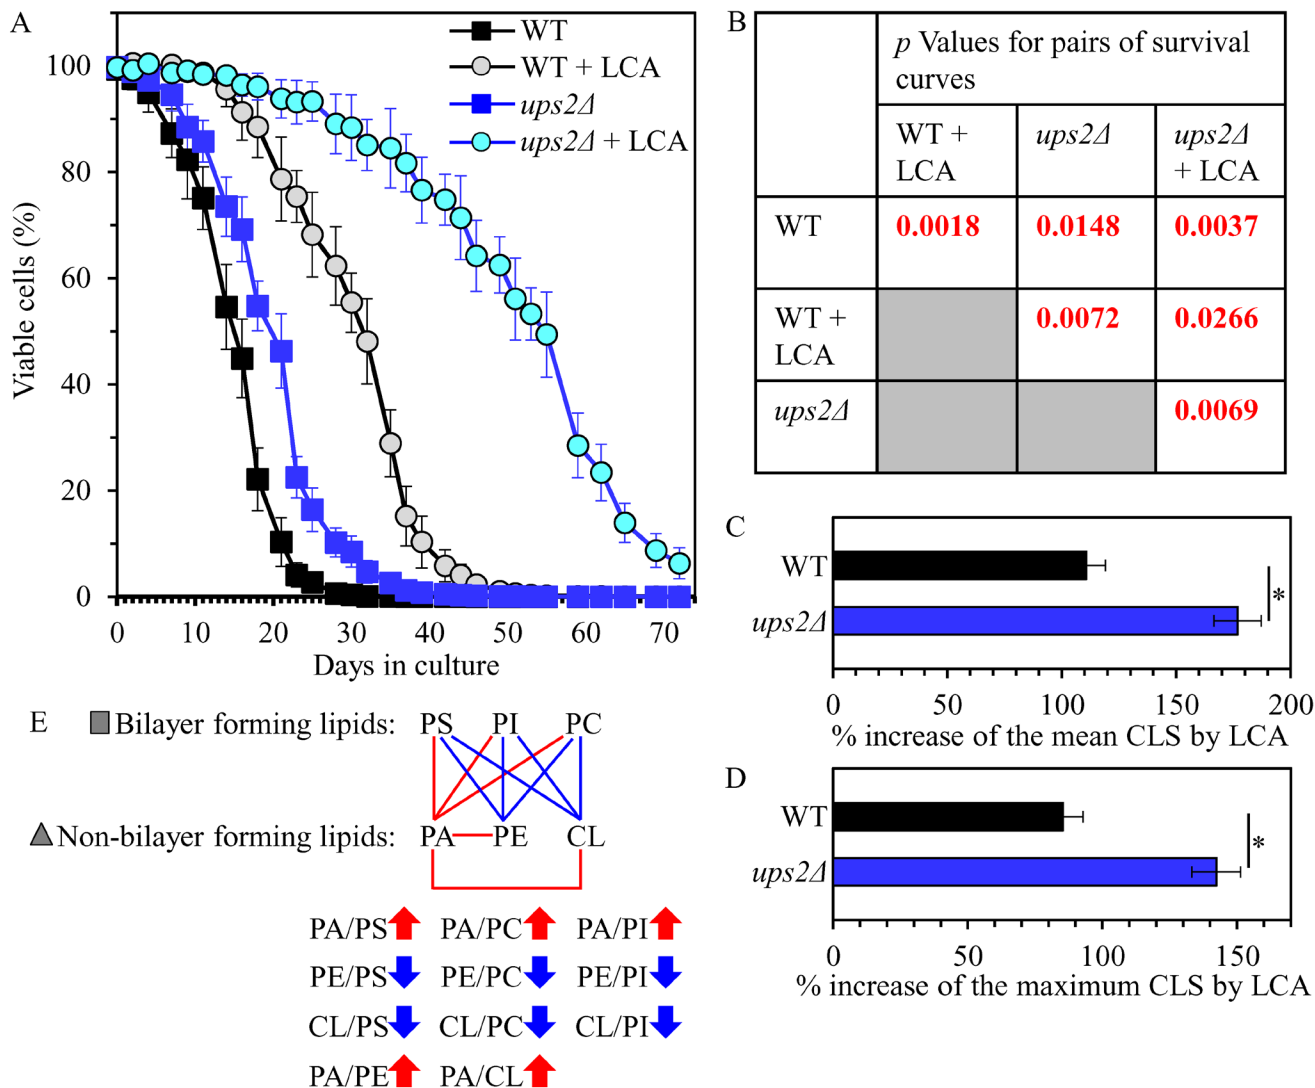 A
WT
WT + LCA
ups2Δ
ups2Δ + LCA
Viable cells (%)
100
80
60
40
20
0
0 10 20 30 40 50 60 70
Days in culture
B
p Values for pairs of survival
curves
WT +
LCA
ups2Δ
ups2Δ
+ LCA
WT
0.0018 0.0148 0.0037
WT +
LCA
0.0072 0.0266
ups2Δ
0.0069
C
WT
ups2Δ
*
0 50 100 150 200
% increase of the mean CLS by LCA
D
WT
ups2Δ
*
0 50 100 150
% increase of the maximum CLS by LCA
E
Bilayer forming lipids: PS PI PC
Non-bilayer forming lipids: PA PE CL
PA/PS PA/PC PA/PI
PE/PS PE/PC PE/PI
CL/PS CL/PC CL/PI
PA/PE PA/CL